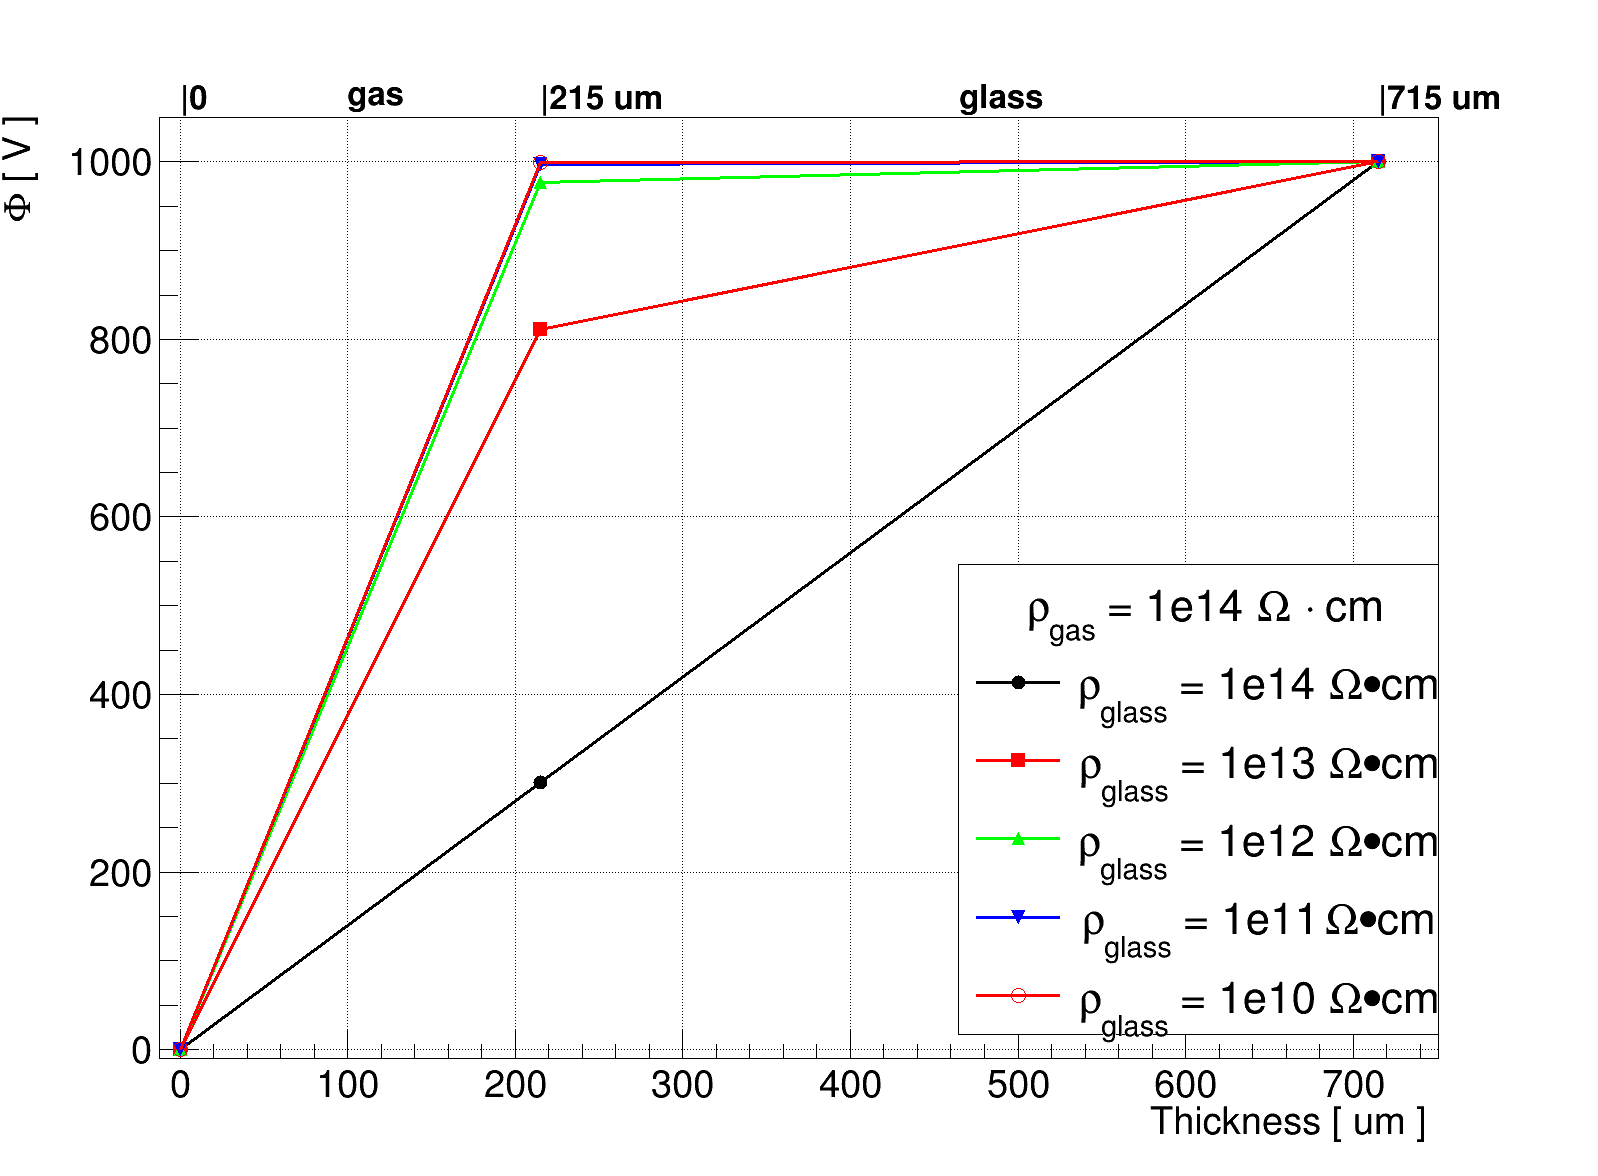 |0 gas |215 um glass |715 um
Φ [ V ]
1000
800
600
400
200
0
ρgas = 1e14 Ω · cm
ρglass = 1e14 Ω•cm
ρglass = 1e13 Ω•cm
ρglass = 1e12 Ω•cm
ρglass = 1e11 Ω•cm
ρglass = 1e10 Ω•cm
0 100 200 300 400 500 600 700
Thickness [ um ]